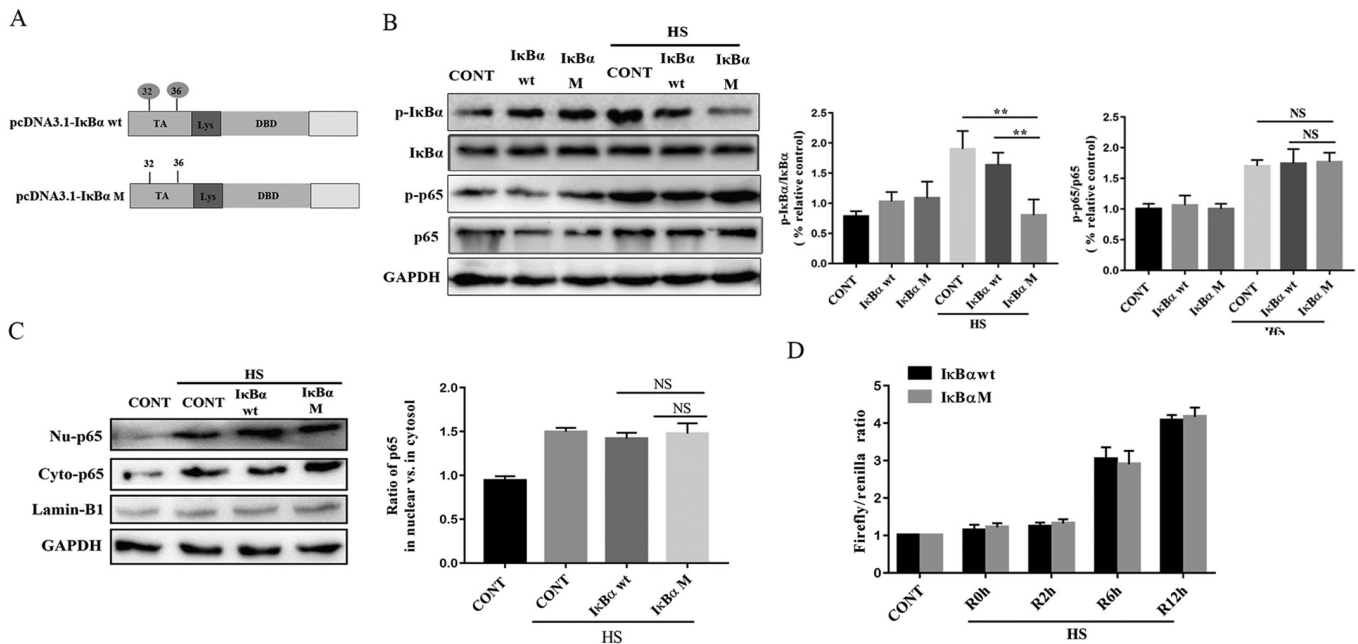 A
32 36
pcDNA3.1-IκBα wt TA Lys DBD
32 36
pcDNA3.1-IκBα M TA Lys DBD
B
HS
CONT IκBα wt IκBα M CONT IκBα wt IκBα M
p-IκBα
IκBα
p-p65
p65
GAPDH
p-IκBα/IκBα
( % relative control)
2.5
2.0
1.5
1.0
0.5
0.0
**
**
CONT IκBα wt IκBα M CONT IκBα wt IκBα M
HS
p-p65/p65
( % relative control)
2.5
2.0
1.5
1.0
0.5
0.0
NS
NS
CONT IκBα wt IκBα M CONT IκBα wt IκBα M
C
HS
CONT CONT IκBα wt IκBα M
Nu-p65
Cyto-p65
Lamin-B1
GAPDH
Ratio of p65
in nuclear vs. in cytosol
2.0
1.5
1.0
0.5
0.0
NS
NS
CONT CONT IκBα wt IκBα M
HS
D
IκBα wt
IκBα M
Firefly/renilla ratio
5
4
3
2
1
0
CONT R0h R2h R6h R12h
HS